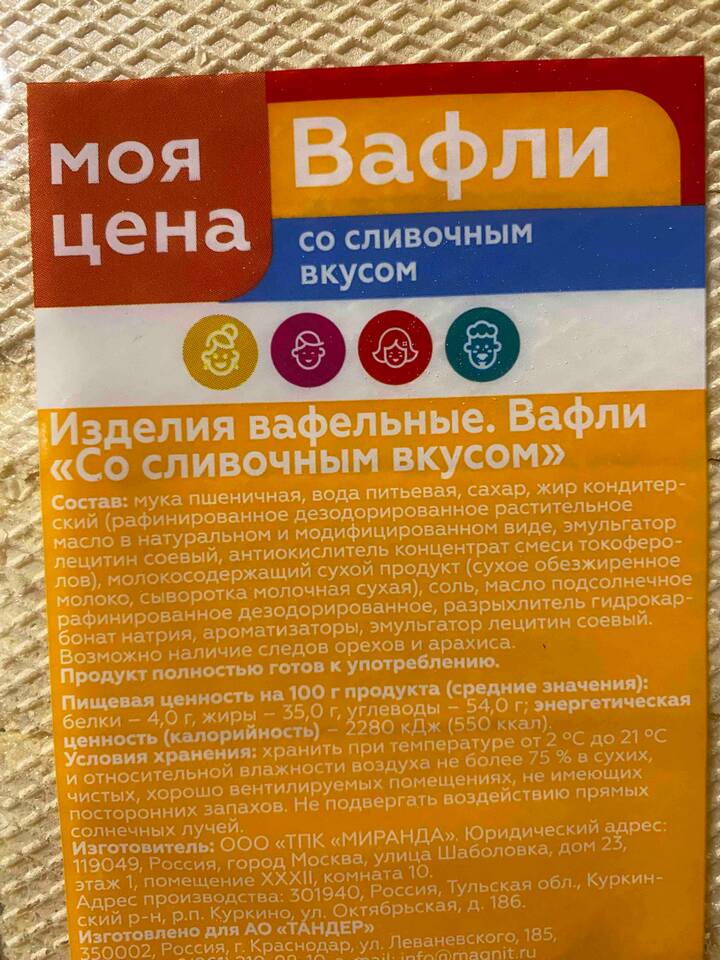 моя
цена
Вафли
со сливочным
вкусом
Изделия вафельные. Вафли
«Со сливочным вкусом»
Состав: мука пшеничная, вода питьевая, сахар, жир кондитер-
ский (рафинированное дезодорированное растительное
масло в натуральном и модифицированном виде, эмульгатор
лецитин соевый, антиокислитель концентрат смеси токоферо-
лов), молокосодержащий сухой продукт (сухое обезжиренное
молоко, сыворотка молочная сухая), соль, масло подсолнечное
рафинированное дезодорированное, разрыхлитель гидрокар-
бонат натрия, ароматизаторы, эмульгатор лецитин соевый.
Возможно наличие следов орехов и арахиса.
Продукт полностью готов к употреблению.
Пищевая ценность на 100 г продукта (средние значения):
белки – 4,0 г, жиры – 35,0 г, углеводы – 54,0 г; энергетическая
ценность (калорийность) – 2280 кДж (550 ккал).
Условия хранения: хранить при температуре от 2 °С до 21 °С
и относительной влажности воздуха не более 75 % в сухих,
чистых, хорошо вентилируемых помещениях, не имеющих
посторонних запахов. Не подвергать воздействию прямых
солнечных лучей.
Изготовитель: ООО «ТПК «МИРАНДА». Юридический адрес:
119049, Россия, город Москва, улица Шаболовка, дом 23,
этаж 1, помещение XXXII, комната 10.
Адрес производства: 301940, Россия, Тульская обл., Куркин-
ский р-н, р.п. Куркино, ул. Октябрьская, д. 186.
Изготовлено для АО «ТАНДЕР»
350002, Россия, г. Краснодар, ул. Леваневского, 185,
e-mail: info@magnit.ru